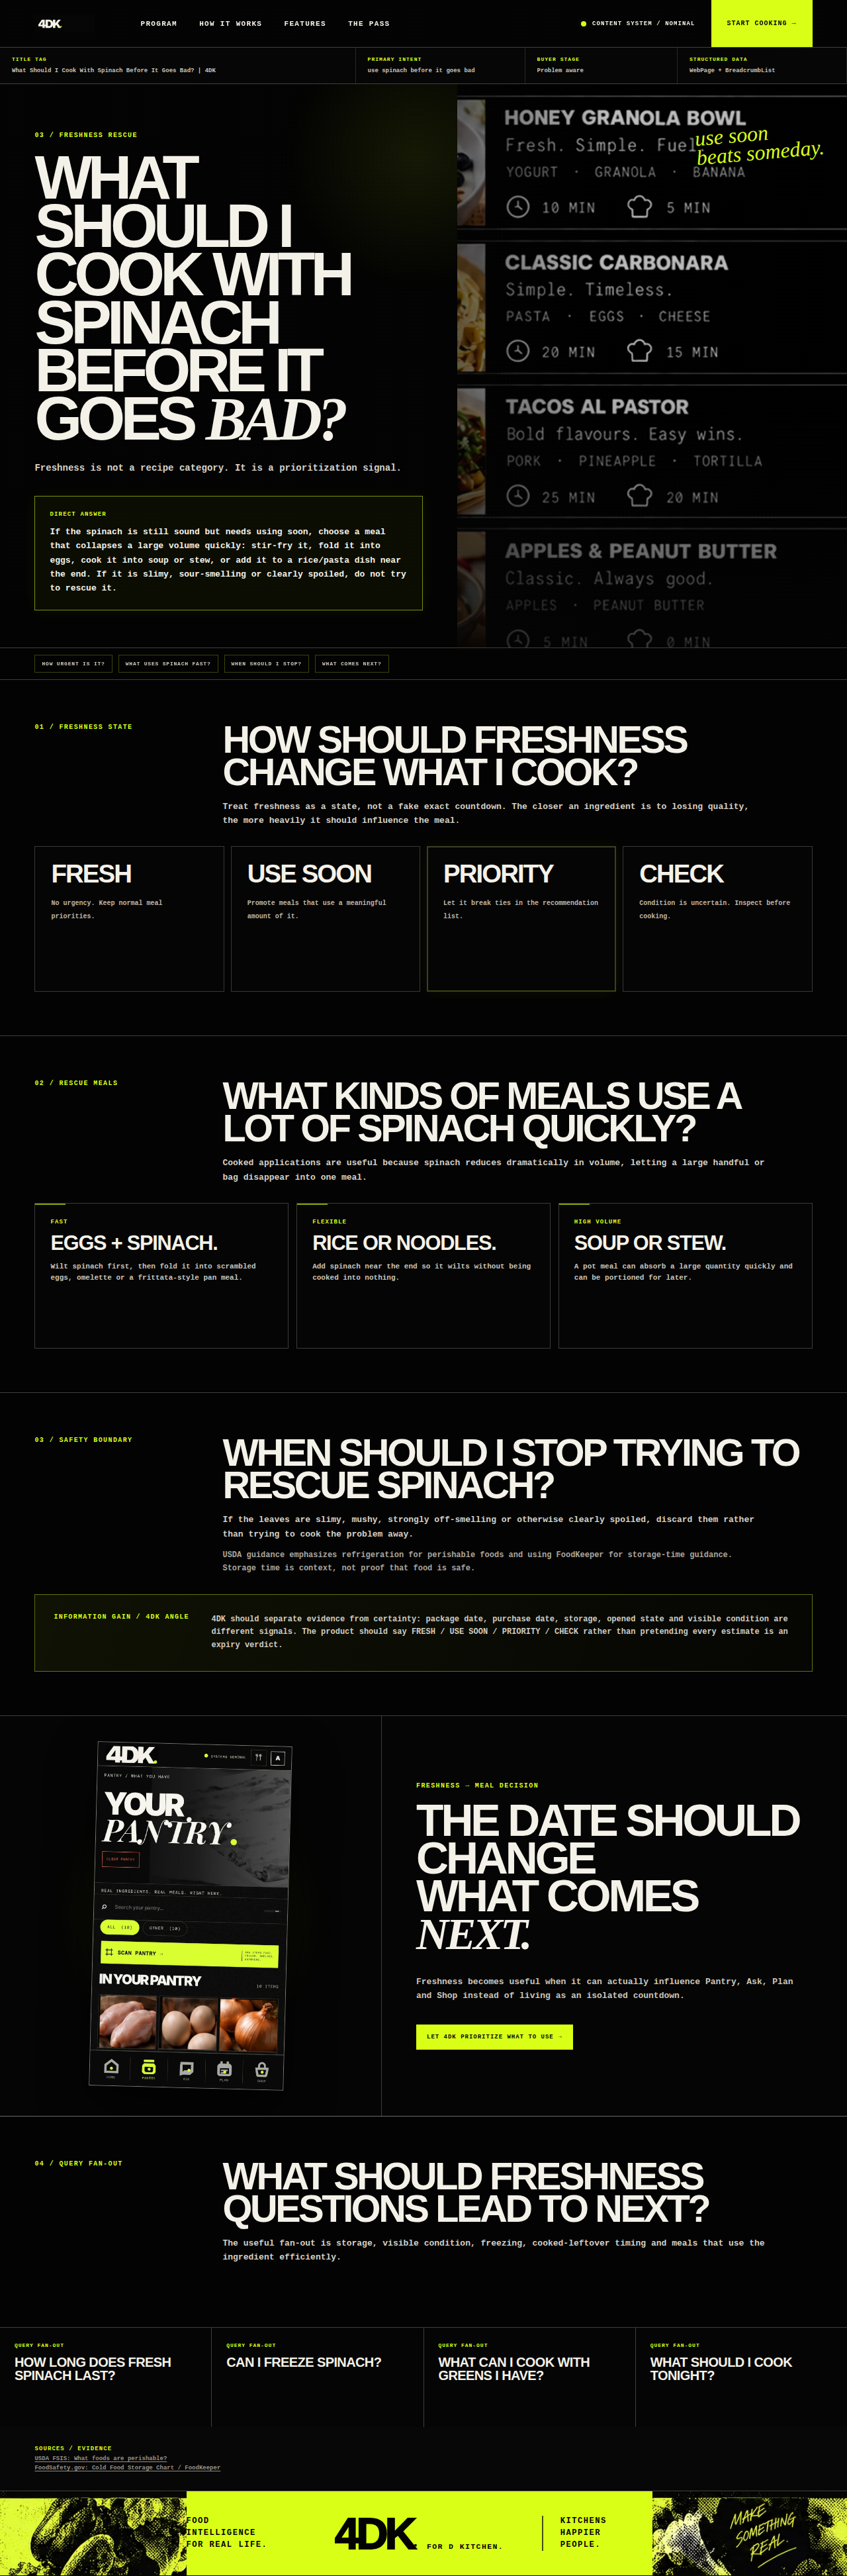 4DK.
PROGRAM
HOW IT WORKS
FEATURES
THE PASS
CONTENT SYSTEM / NOMINAL
START COOKING →
TITLE TAG
What Should I Cook With Spinach Before It Goes Bad? | 4DK
PRIMARY INTENT
use spinach before it goes bad
BUYER STAGE
Problem aware
STRUCTURED DATA
WebPage + BreadcrumbList
03 / FRESHNESS RESCUE
WHAT
SHOULD I
COOK WITH
SPINACH
BEFORE IT
GOES BAD?
Freshness is not a recipe category. It is a prioritization signal.
DIRECT ANSWER
If the spinach is still sound but needs using soon, choose a meal
that collapses a large volume quickly: stir-fry it, fold it into
eggs, cook it into soup or stew, or add it to a rice/pasta dish near
the end. If it is slimy, sour-smelling or clearly spoiled, do not try
to rescue it.
HONEY GRANOLA BOWL
Fresh. Simple. Fuel.
YOGURT · GRANOLA · BANANA
10 MIN 5 MIN
use soon
beats someday.
CLASSIC CARBONARA
Simple. Timeless.
PASTA · EGGS · CHEESE
20 MIN 15 MIN
TACOS AL PASTOR
Bold flavours. Easy wins.
PORK · PINEAPPLE · TORTILLA
25 MIN 20 MIN
APPLES & PEANUT BUTTER
Classic. Always good.
APPLES · PEANUT BUTTER
5 MIN 0 MIN
HOW URGENT IS IT?
WHAT USES SPINACH FAST?
WHEN SHOULD I STOP?
WHAT COMES NEXT?
01 / FRESHNESS STATE
HOW SHOULD FRESHNESS
CHANGE WHAT I COOK?
Treat freshness as a state, not a fake exact countdown. The closer an ingredient is to losing quality,
the more heavily it should influence the meal.
FRESH
No urgency. Keep normal meal
priorities.
USE SOON
Promote meals that use a meaningful
amount of it.
PRIORITY
Let it break ties in the recommendation
list.
CHECK
Condition is uncertain. Inspect before
cooking.
02 / RESCUE MEALS
WHAT KINDS OF MEALS USE A
LOT OF SPINACH QUICKLY?
Cooked applications are useful because spinach reduces dramatically in volume, letting a large handful or
bag disappear into one meal.
FAST
EGGS + SPINACH.
Wilt spinach first, then fold it into scrambled
eggs, omelette or a frittata-style pan meal.
FLEXIBLE
RICE OR NOODLES.
Add spinach near the end so it wilts without being
cooked into nothing.
HIGH VOLUME
SOUP OR STEW.
A pot meal can absorb a large quantity quickly and
can be portioned for later.
03 / SAFETY BOUNDARY
WHEN SHOULD I STOP TRYING TO
RESCUE SPINACH?
If the leaves are slimy, mushy, strongly off-smelling or otherwise clearly spoiled, discard them rather
than trying to cook the problem away.
USDA guidance emphasizes refrigeration for perishable foods and using FoodKeeper for storage-time guidance.
Storage time is context, not proof that food is safe.
INFORMATION GAIN / 4DK ANGLE
4DK should separate evidence from certainty: package date, purchase date, storage, opened state and visible condition are
different signals. The product should say FRESH / USE SOON / PRIORITY / CHECK rather than pretending every estimate is an
expiry verdict.
4DK.
SYSTEMS NOMINAL
A
PANTRY / WHAT YOU HAVE
YOUR
PANTRY.
CLEAR PANTRY
REAL INGREDIENTS. REAL MEALS. RIGHT HERE.
Search your pantry...
ALL (10)
OTHER (10)
SCAN PANTRY →
IN YOUR PANTRY
10 ITEMS
HOME
PANTRY
ASK
PLAN
SHOP
FRESHNESS → MEAL DECISION
THE DATE SHOULD
CHANGE
WHAT COMES
NEXT.
Freshness becomes useful when it can actually influence Pantry, Ask, Plan
and Shop instead of living as an isolated countdown.
LET 4DK PRIORITIZE WHAT TO USE →
04 / QUERY FAN-OUT
WHAT SHOULD FRESHNESS
QUESTIONS LEAD TO NEXT?
The useful fan-out is storage, visible condition, freezing, cooked-leftover timing and meals that use the
ingredient efficiently.
QUERY FAN-OUT
HOW LONG DOES FRESH
SPINACH LAST?
QUERY FAN-OUT
CAN I FREEZE SPINACH?
QUERY FAN-OUT
WHAT CAN I COOK WITH
GREENS I HAVE?
QUERY FAN-OUT
WHAT SHOULD I COOK
TONIGHT?
SOURCES / EVIDENCE
USDA FSIS: What foods are perishable?
FoodSafety.gov: Cold Food Storage Chart / FoodKeeper
FOOD
INTELLIGENCE
FOR REAL LIFE.
4DK
FOR D KITCHEN.
KITCHENS
HAPPIER
PEOPLE.
MAKE
SOMETHING
REAL.